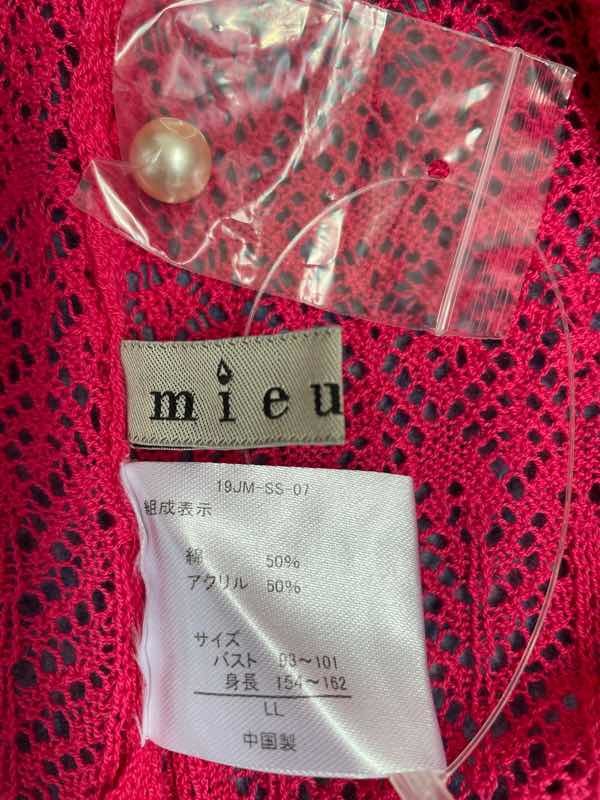 mieu
19JM-SS-07
組成表示
綿 50%
アクリル 50%
サイズ
バスト 93～101
身長 154～162
LL
中国製